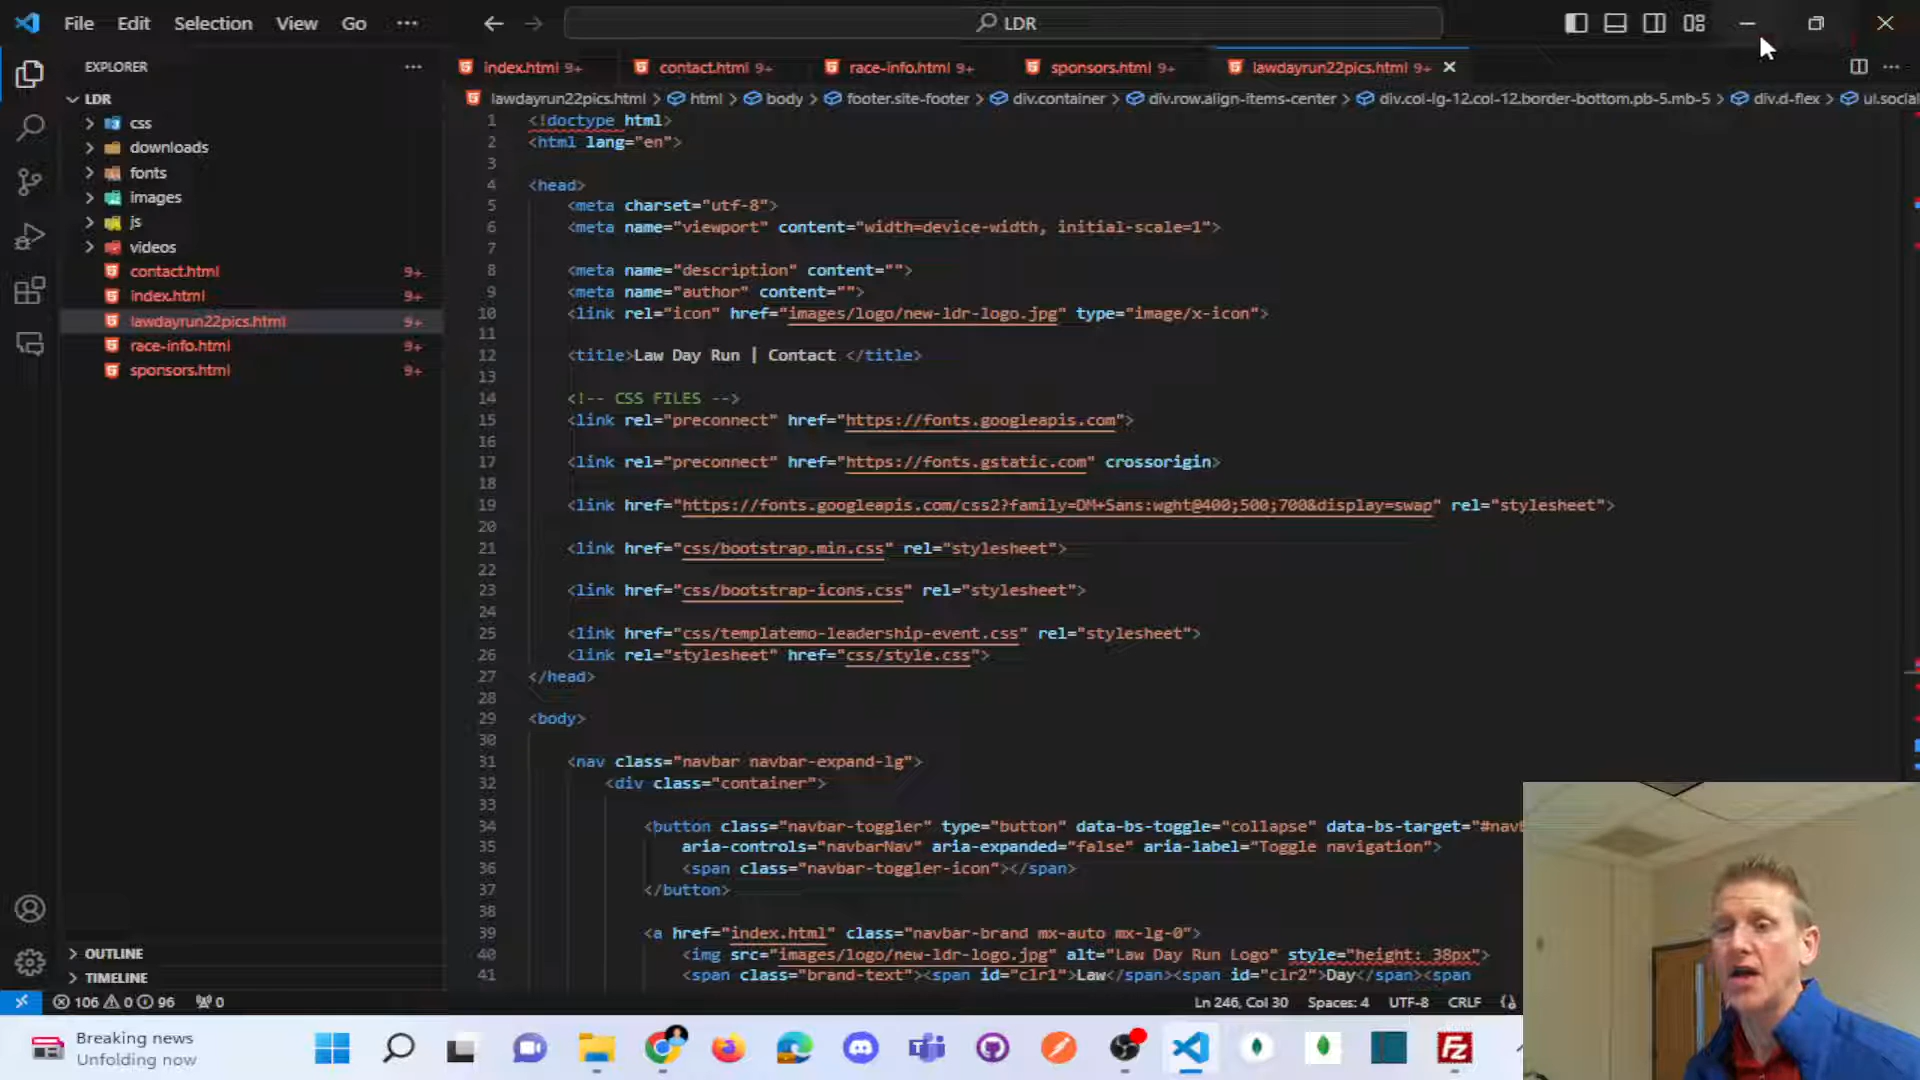 File Edit Selection View Go ··· LDR
EXPLORER ···
index.html 9+ contact.html 9+ race-info.html 9+ sponsors.html 9+ lawdayrun22pics.html 9+
lawdayrun22pics.html > html > body > footer.site-footer > div.container > div.row.align-items-center > div.col-lg-12.col-12.border-bottom.pb-5.mb-5 > div.d-flex > ul.social
LDR
css
downloads
fonts
images
js
videos
contact.html 9+
index.html 9+
lawdayrun22pics.html 9+
race-info.html 9+
sponsors.html 9+
OUTLINE
TIMELINE
1 <!doctype html>
2 <html lang="en">
3
4 <head>
5 <meta charset="utf-8">
6 <meta name="viewport" content="width=device-width, initial-scale=1">
7
8 <meta name="description" content="">
9 <meta name="author" content="">
10 <link rel="icon" href="images/logo/new-ldr-logo.jpg" type="image/x-icon">
11
12 <title>Law Day Run | Contact </title>
13
14 <!-- CSS FILES -->
15 <link rel="preconnect" href="https://fonts.googleapis.com">
16
17 <link rel="preconnect" href="https://fonts.gstatic.com" crossorigin>
18
19 <link href="https://fonts.googleapis.com/css2?family=DM+Sans:wght@400;500;700&display=swap" rel="stylesheet">
20
21 <link href="css/bootstrap.min.css" rel="stylesheet">
22
23 <link href="css/bootstrap-icons.css" rel="stylesheet">
24
25 <link href="css/templatemo-leadership-event.css" rel="stylesheet">
26 <link rel="stylesheet" href="css/style.css">
27 </head>
28
29 <body>
30
31 <nav class="navbar navbar-expand-lg">
32 <div class="container">
33
34 <button class="navbar-toggler" type="button" data-bs-toggle="collapse" data-bs-target="#navb
35 aria-controls="navbarNav" aria-expanded="false" aria-label="Toggle navigation">
36 <span class="navbar-toggler-icon"></span>
37 </button>
38
39 <a href="index.html" class="navbar-brand mx-auto mx-lg-0">
40 <img src="images/logo/new-ldr-logo.jpg" alt="Law Day Run Logo" style="height: 38px">
41 <span class="brand-text"><span id="clr1">Law</span><span id="clr2">Day</span><span
106 0 96 0 Ln 246, Col 30 Spaces: 4 UTF-8 CRLF {}
Breaking news
Unfolding now
Fz